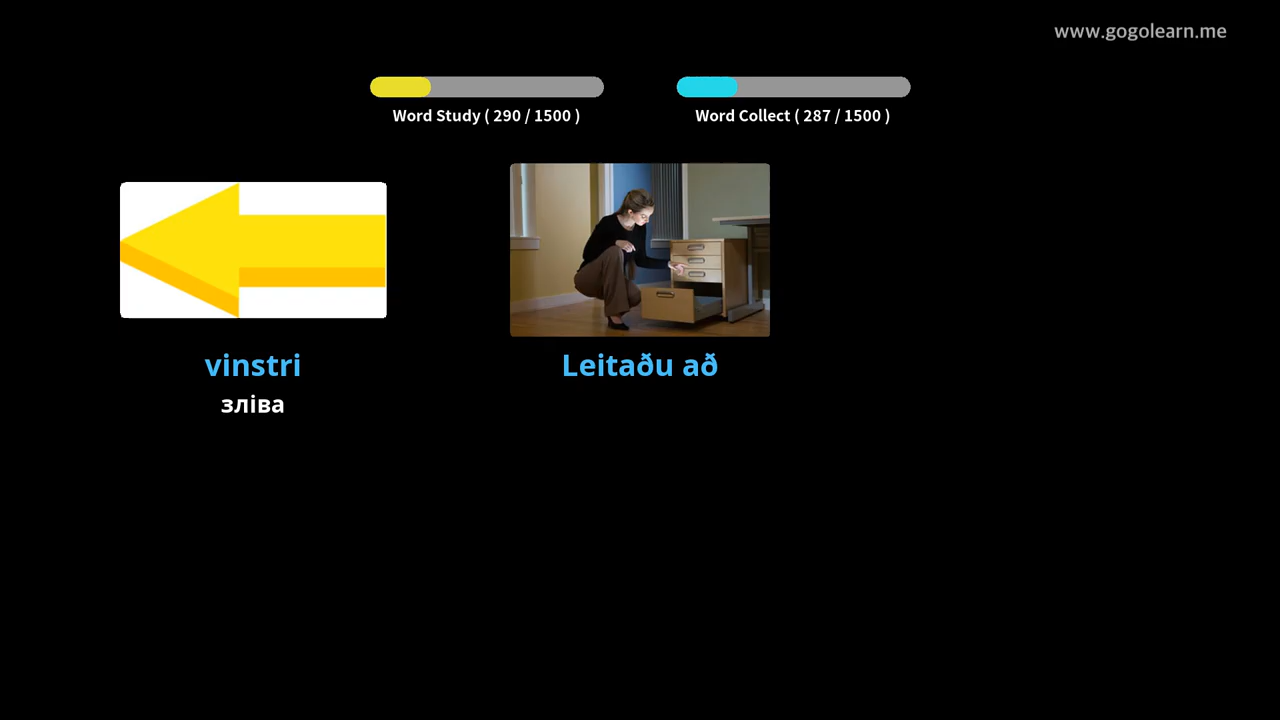 www.gogolearn.me
Word Study ( 290 / 1500 )
Word Collect ( 287 / 1500 )
vinstri
зліва
Leitaðu að